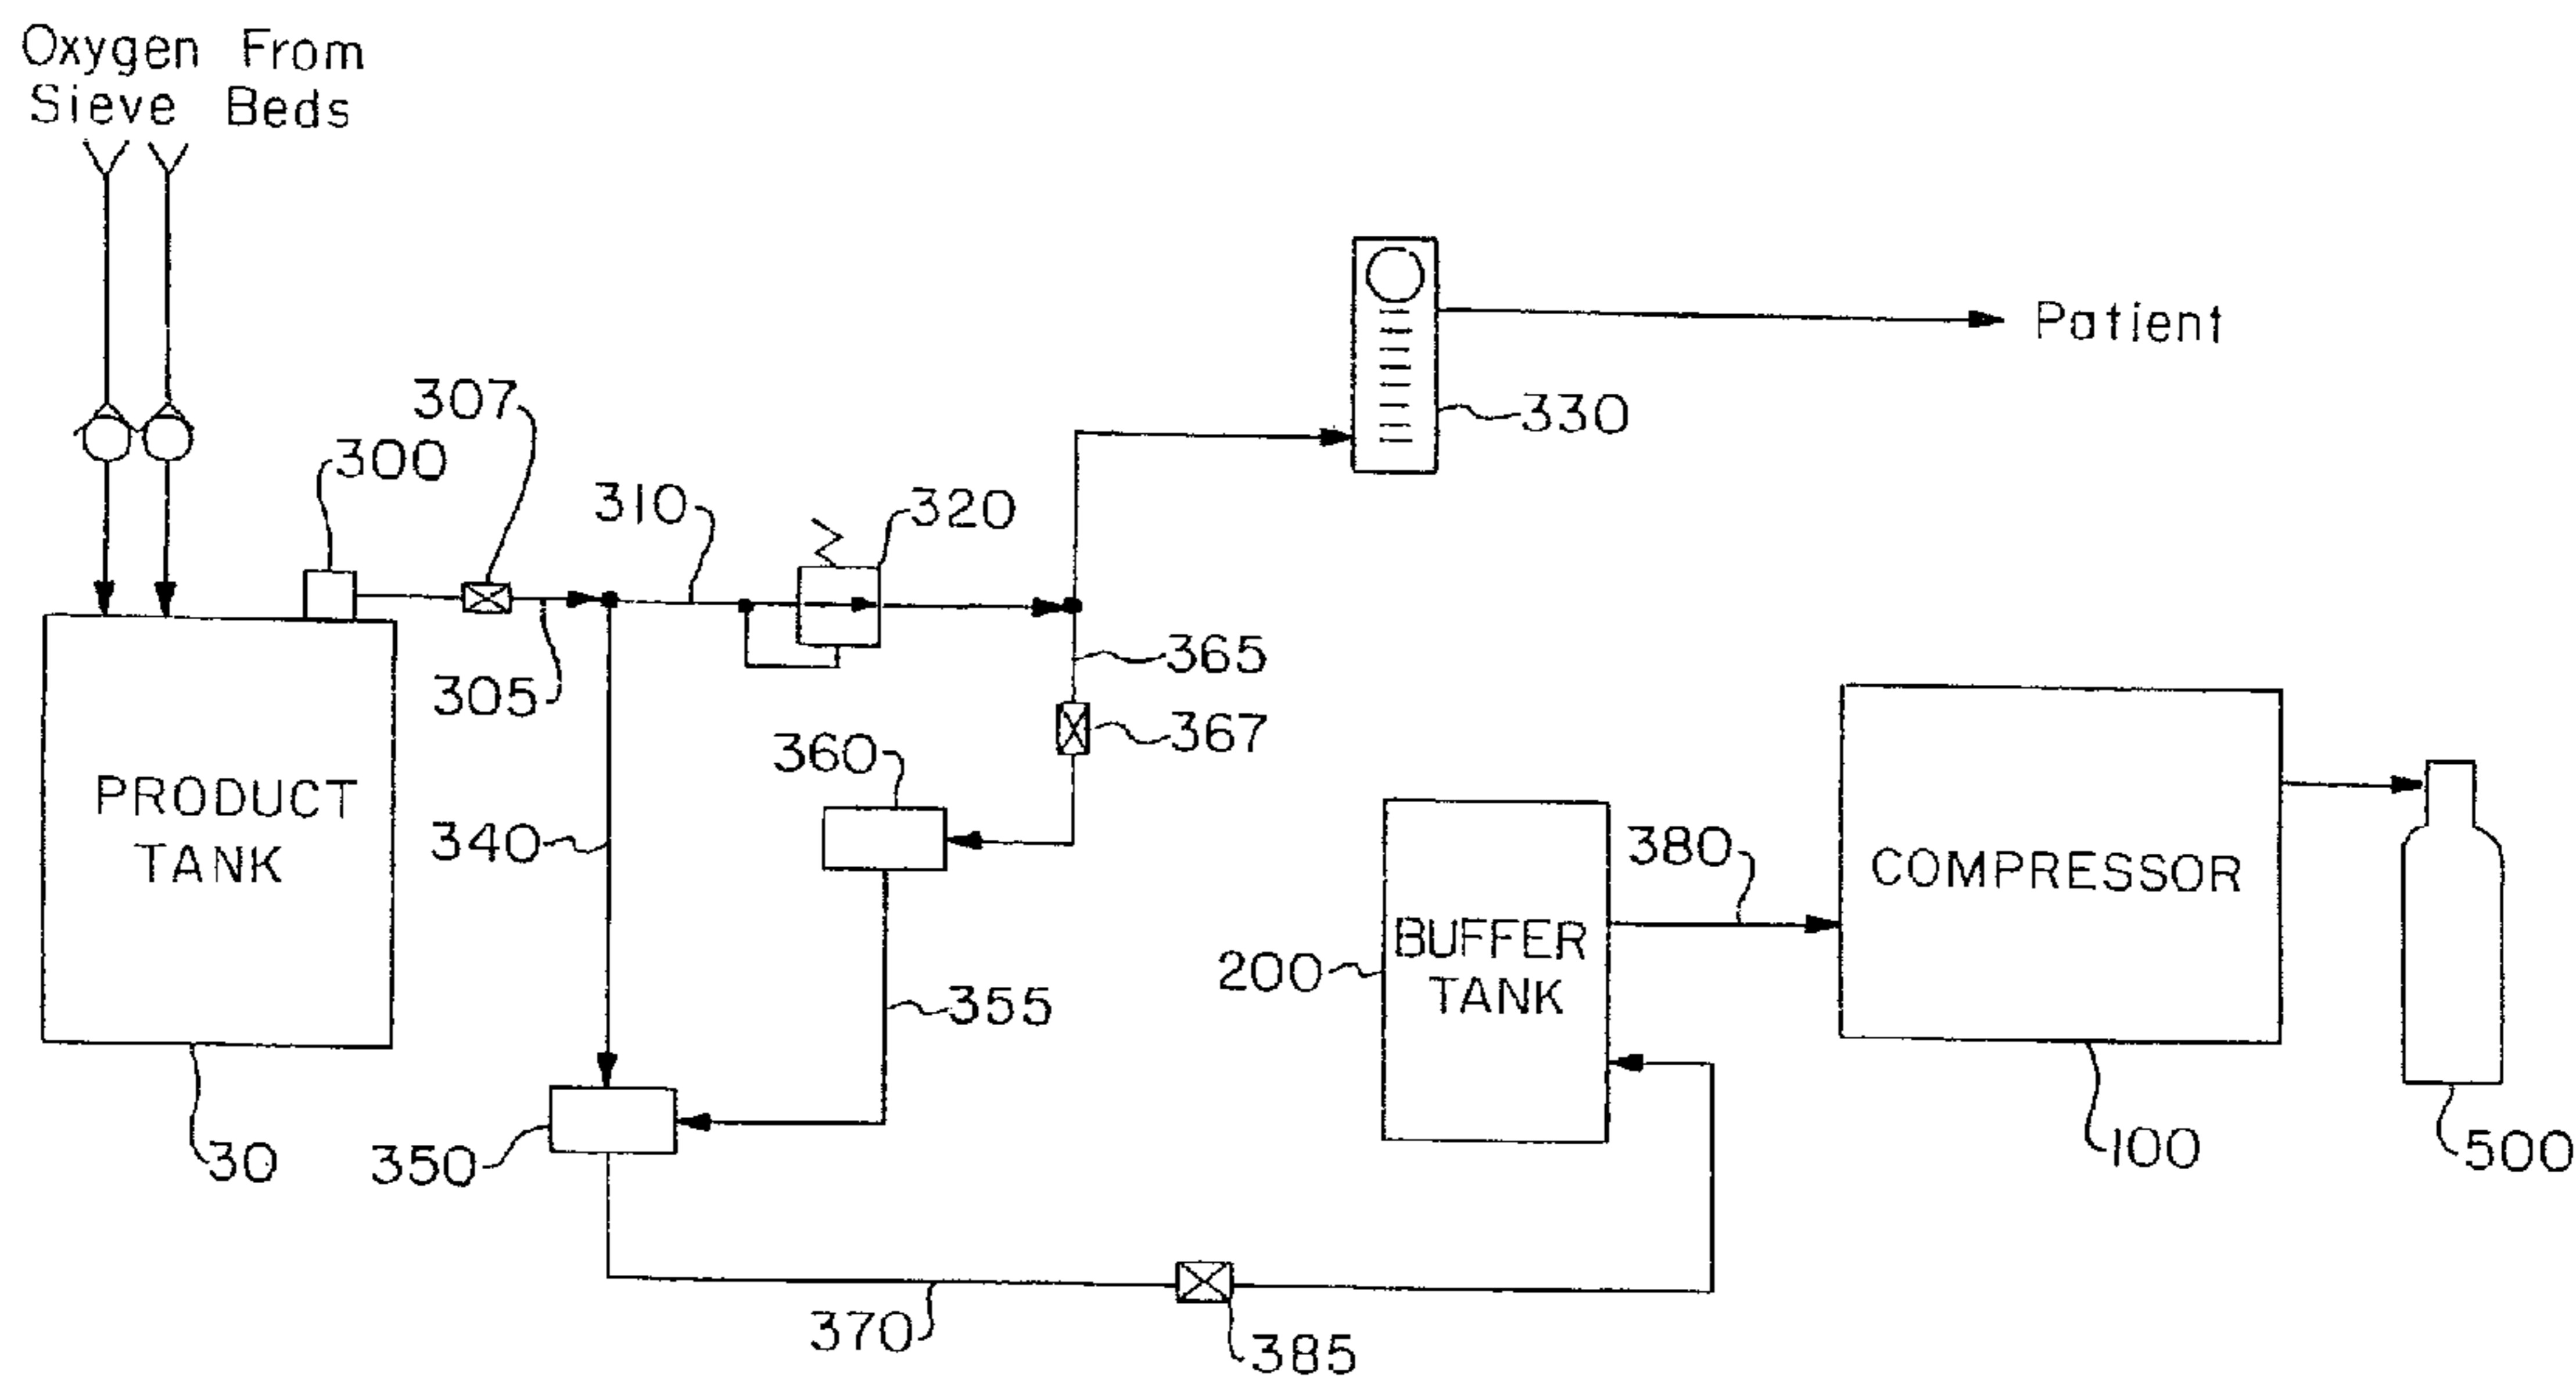 Oxygen From
Sieve Beds
307
300
310
320
330
Patient
305
365
367
360
340
PRODUCT
TANK
380
COMPRESSOR
BUFFER
TANK
200
355
350
30
100
500
370
385